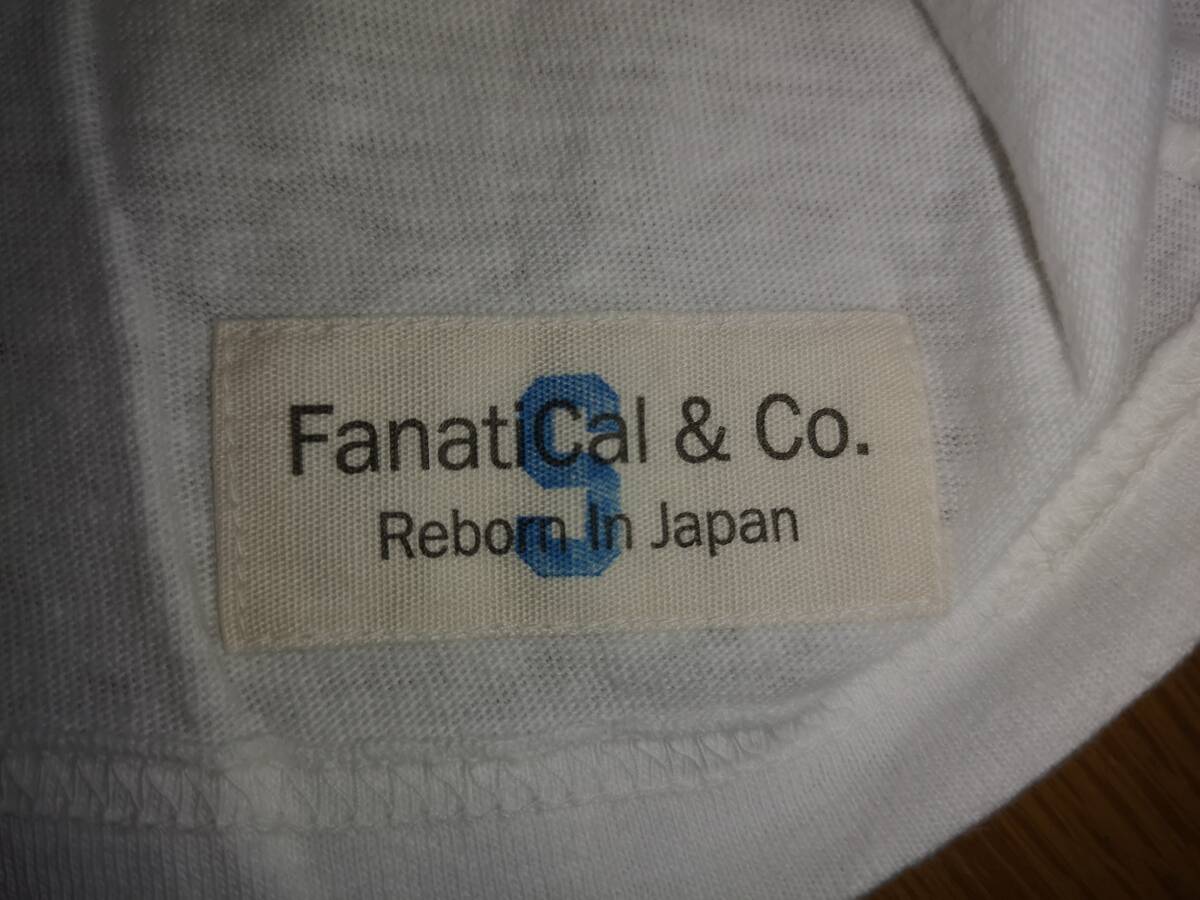 FanatiCal & Co.
Reborn In Japan
S